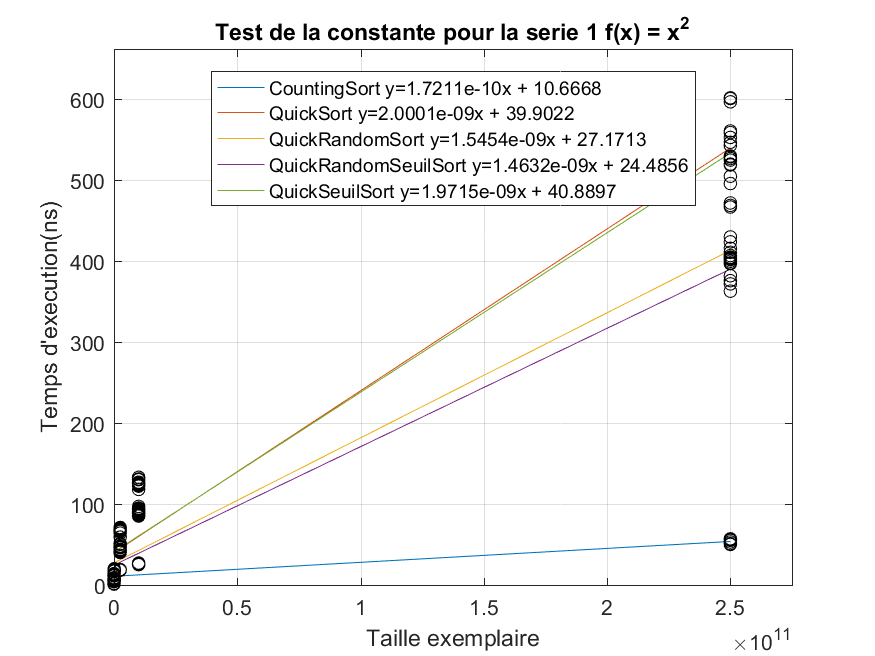 Test de la constante pour la serie 1 f(x) = x²
CountingSort y=1.7211e-10x + 10.6668
QuickSort y=2.0001e-09x + 39.9022
QuickRandomSort y=1.5454e-09x + 27.1713
QuickRandomSeuilSort y=1.4632e-09x + 24.4856
QuickSeuilSort y=1.9715e-09x + 40.8897
Temps d'execution(ns)
600
500
400
300
200
100
0
0 0.5 1 1.5 2 2.5
×10¹¹
Taille exemplaire